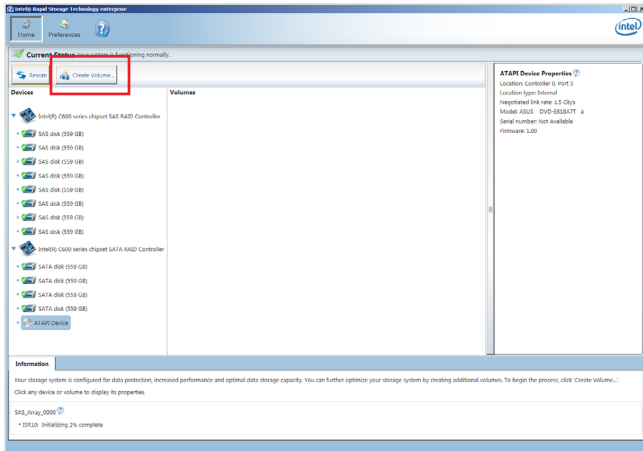 Intel® Rapid Storage Technology enterprise
Home
Preferences
intel
Current Status Your system is functioning normally.
Rescan
Create Volume...
Devices
Volumes
Intel(R) C600 series chipset SAS RAID Controller
SAS disk (559 GB)
SAS disk (559 GB)
SAS disk (559 GB)
SAS disk (559 GB)
SAS disk (559 GB)
SAS disk (559 GB)
SAS disk (559 GB)
SAS disk (559 GB)
Intel(R) C600 series chipset SATA RAID Controller
SATA disk (559 GB)
SATA disk (559 GB)
SATA disk (559 GB)
SATA disk (559 GB)
ATAPI Device
ATAPI Device Properties
Location: Controller 0, Port 5
Location type: Internal
Negotiated link rate: 1.5 Gb/s
Model: ASUS DVD-E818A7T a
Serial number: Not Available
Firmware: 1.00
Information
Your storage system is configured for data protection, increased performance and optimal data storage capacity. You can further optimize your storage system by creating additional volumes. To begin the process, click 'Create Volume...'.
Click any device or volume to display its properties.
SAS_Array_0000
• ISR10: Initializing 2% complete